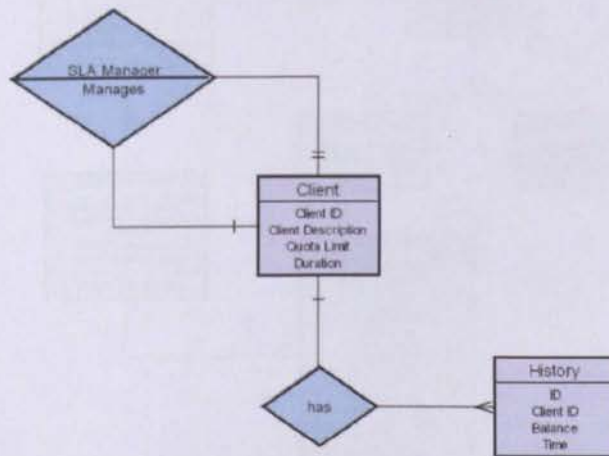 SLA Manager
Manages
Client
Client ID
Client Description
Quota Limit
Duration
has
History
ID
Client ID
Balance
Time